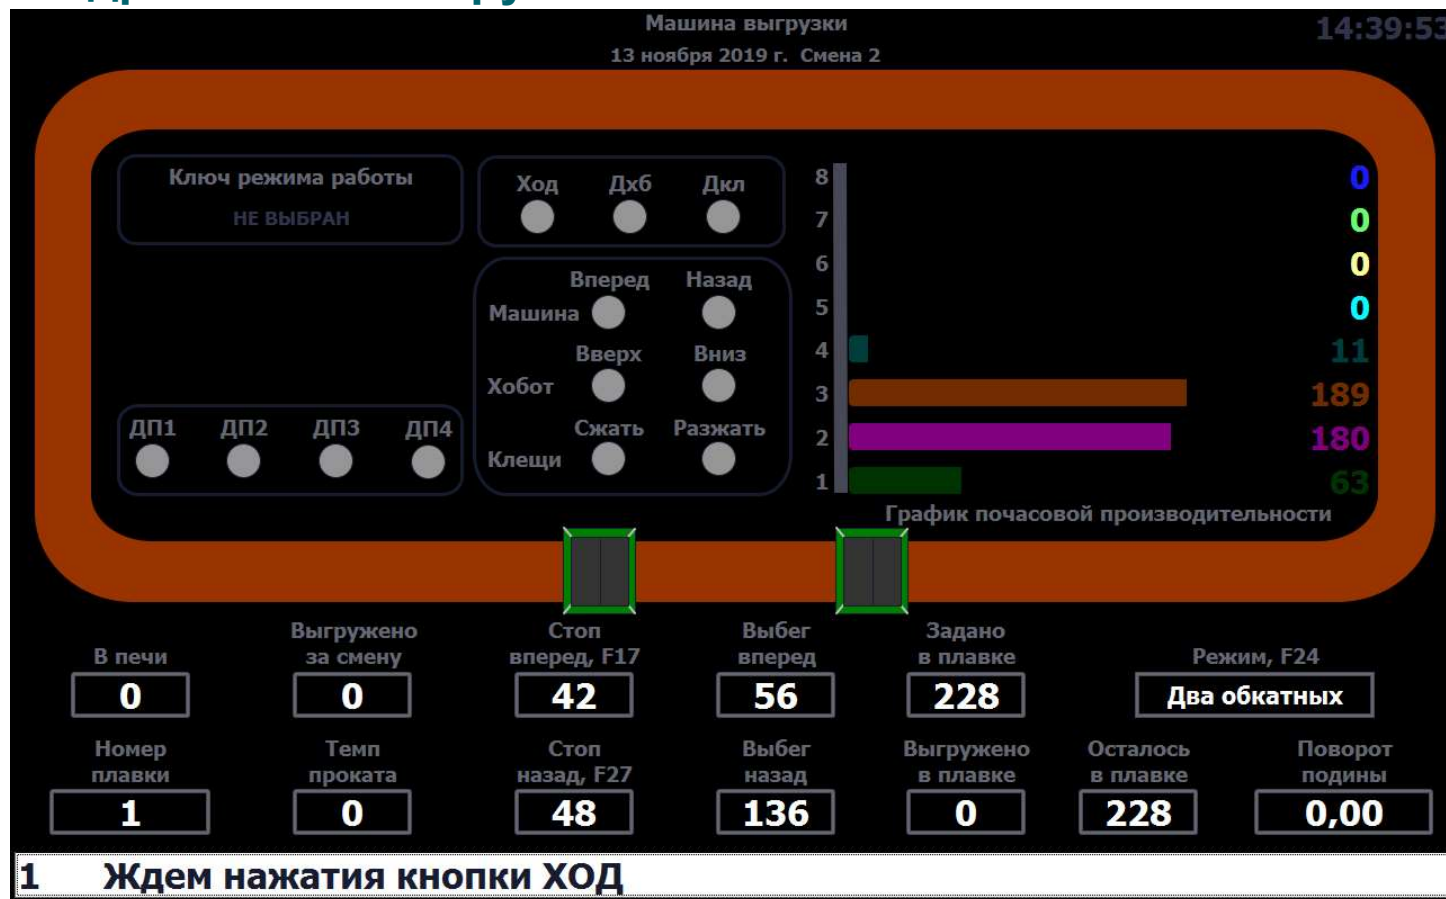 Машина выгрузки
14:39:53
13 ноября 2019 г. Смена 2
Ключ режима работы
НЕ ВЫБРАН
Ход Дхб Дкл
Вперед Назад
Машина
Вверх Вниз
Хобот
Сжать Разжать
Клещи
ДП1 ДП2 ДП3 ДП4
8 0
7 0
6 0
5 0
4 11
3 189
2 180
1 63
График почасовой производительности
В печи
0
Выгружено
за смену
0
Стоп
вперед, F17
42
Выбег
вперед
56
Задано
в плавке
228
Режим, F24
Два обкатных
Номер
плавки
1
Темп
проката
0
Стоп
назад, F27
48
Выбег
назад
136
Выгружено
в плавке
0
Осталось
в плавке
228
Поворот
подины
0,00
1 Ждем нажатия кнопки ХОД